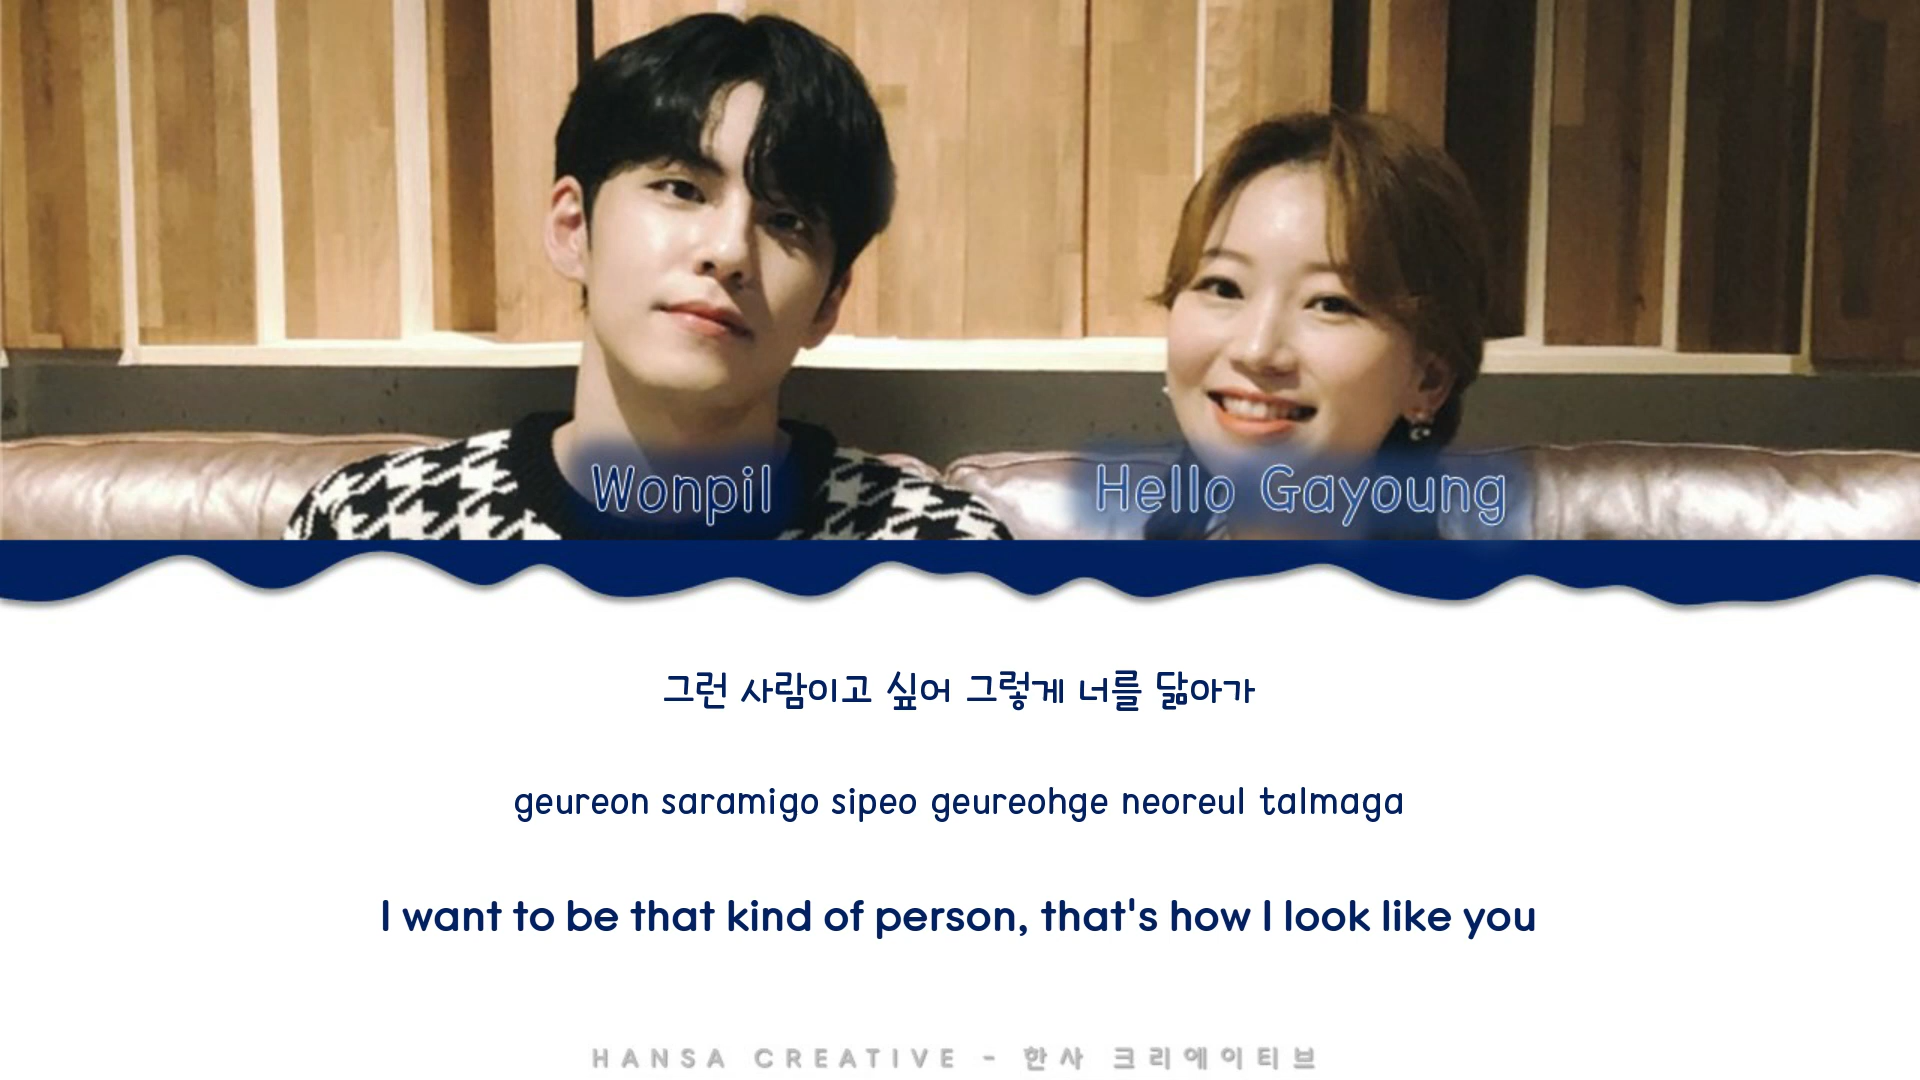 Wonpil Hello Gayoung
그런 사람이고 싶어 그렇게 너를 닮아가
geureon saramigo sipeo geureohge neoreul talmaga
I want to be that kind of person, that's how I look like you
HANSA CREATIVE - 한사 크리에이티브